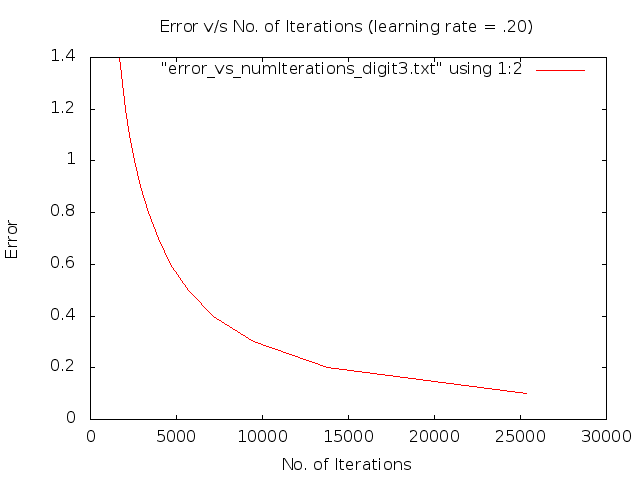 Error v/s No. of Iterations (learning rate = .20)
"error_vs_numIterations_digit3.txt" using 1:2
1.4
1.2
1
0.8
0.6
0.4
0.2
0
Error
0 5000 10000 15000 20000 25000 30000
No. of Iterations